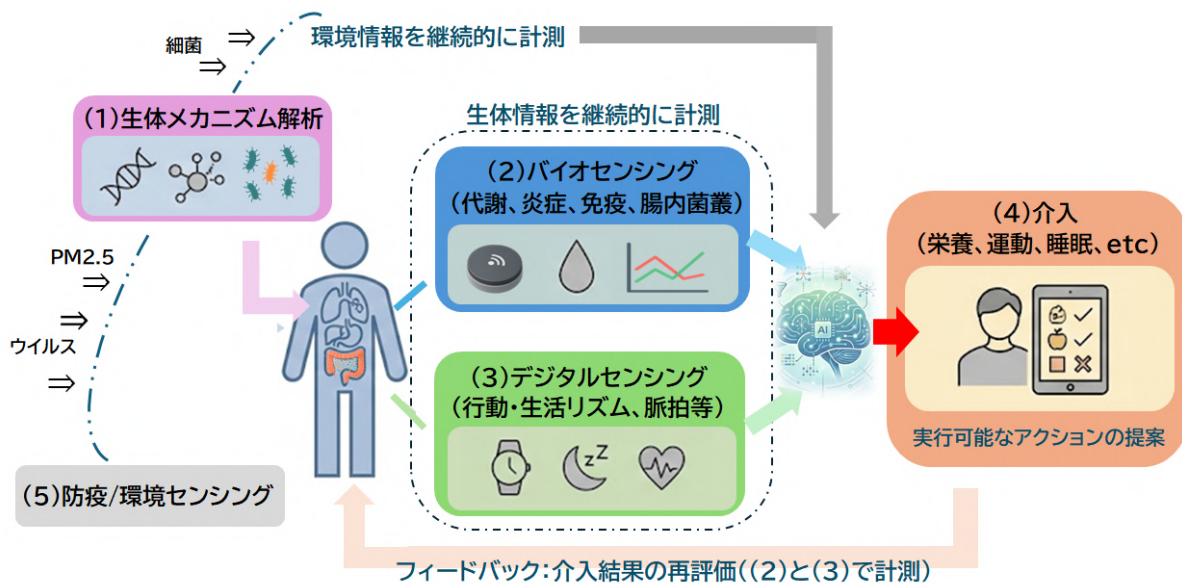 細菌
⇒
⇒
環境情報を継続的に計測
(1)生体メカニズム解析
生体情報を継続的に計測
(2)バイオセンシング
(代謝、炎症、免疫、腸内菌叢)
(4)介入
(栄養、運動、睡眠、etc)
PM2.5
⇒
⇒
ウイルス
⇒
AI
(3)デジタルセンシング
(行動・生活リズム、脈拍等)
zZ
実行可能なアクションの提案
(5)防疫/環境センシング
フィードバック:介入結果の再評価((2)と(3)で計測)